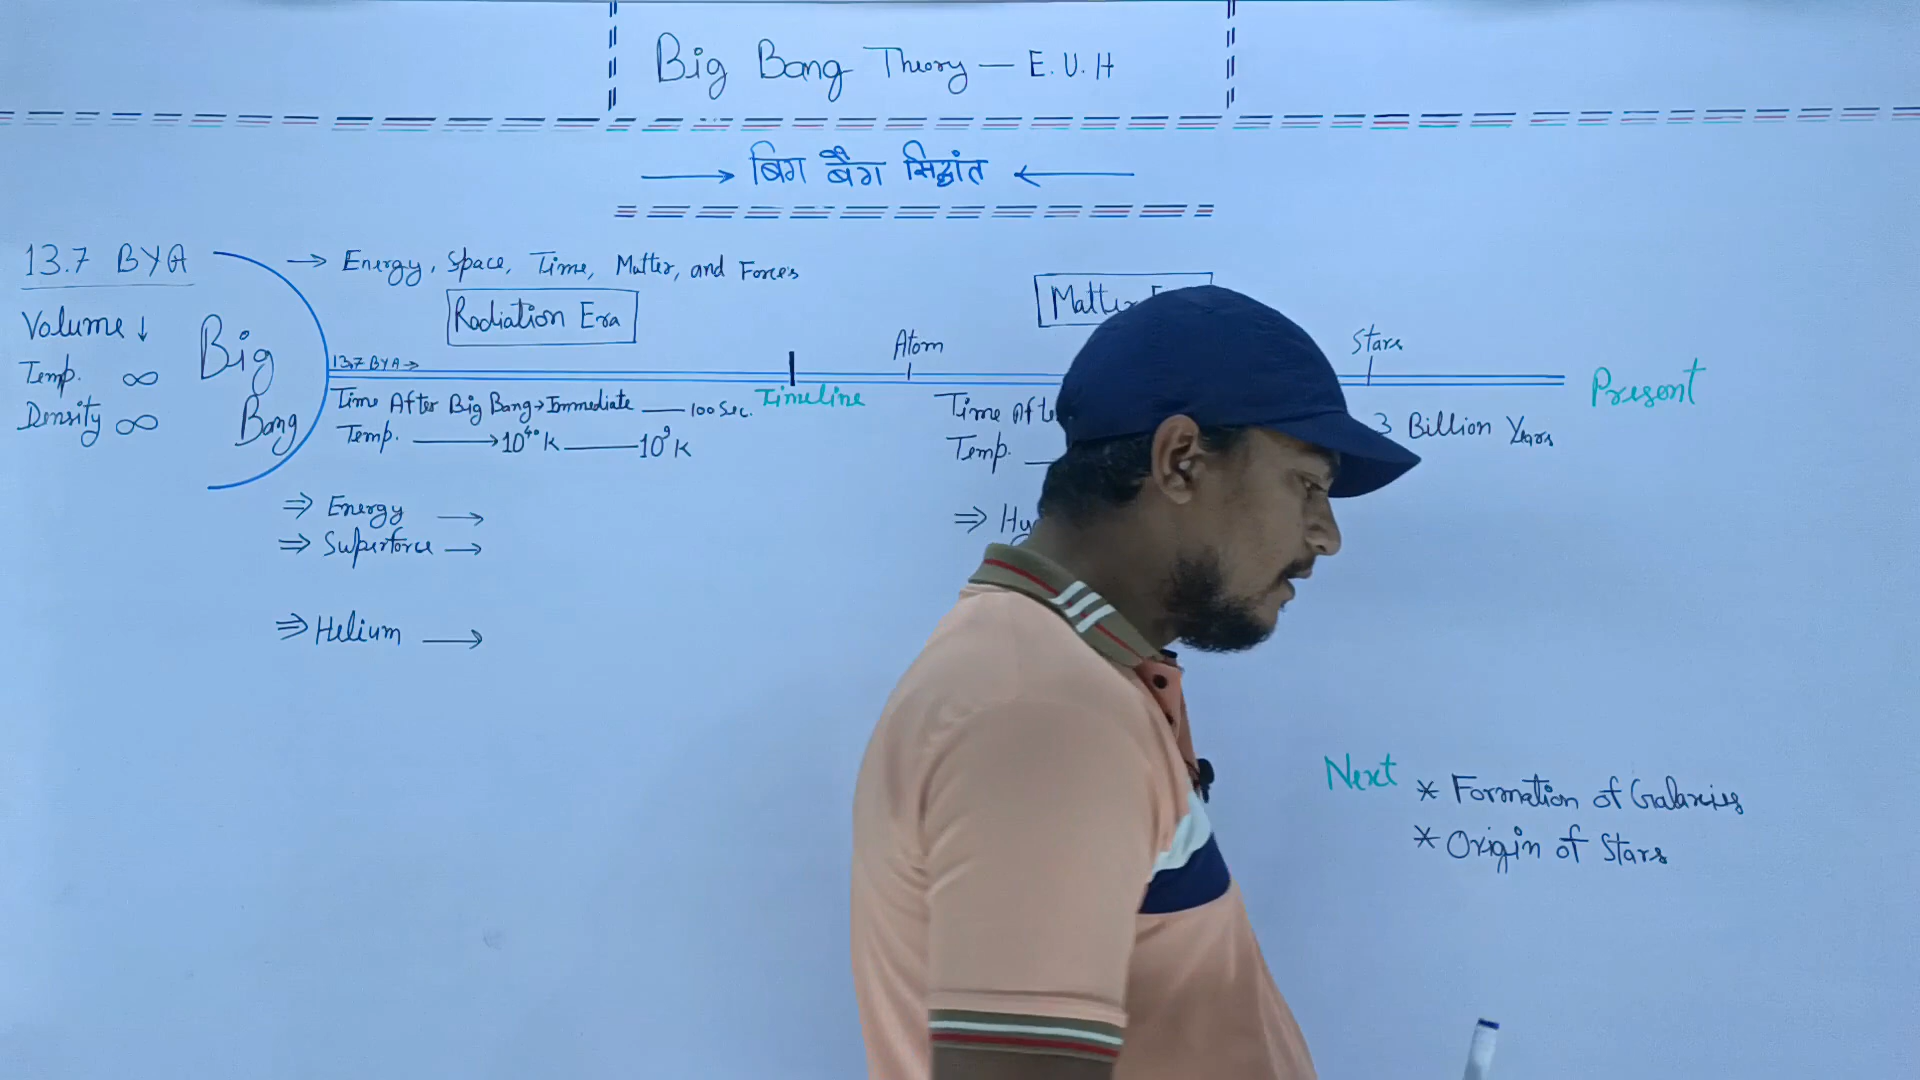 Big Bang Theory — E.U.H
→ बिग बैंग सिद्धांत ←
13.7 BYA
Volume ↓
Temp. ∞
Density ∞
Big
Bang
→ Energy, Space, Time, Matter, and Forces
Radiation Era
13.7 BYA →
Timeline
Time After Big Bang → Immediate — 100 Sec.
Temp. → 10⁴⁰ K — 10⁹ K
⇒ Energy →
⇒ Superforce →
⇒ Helium →
Atom
Time
Temp. —
⇒
Stars
Present
3 Billion Years
Next
* Formation of Galaxies
* Origin of Stars